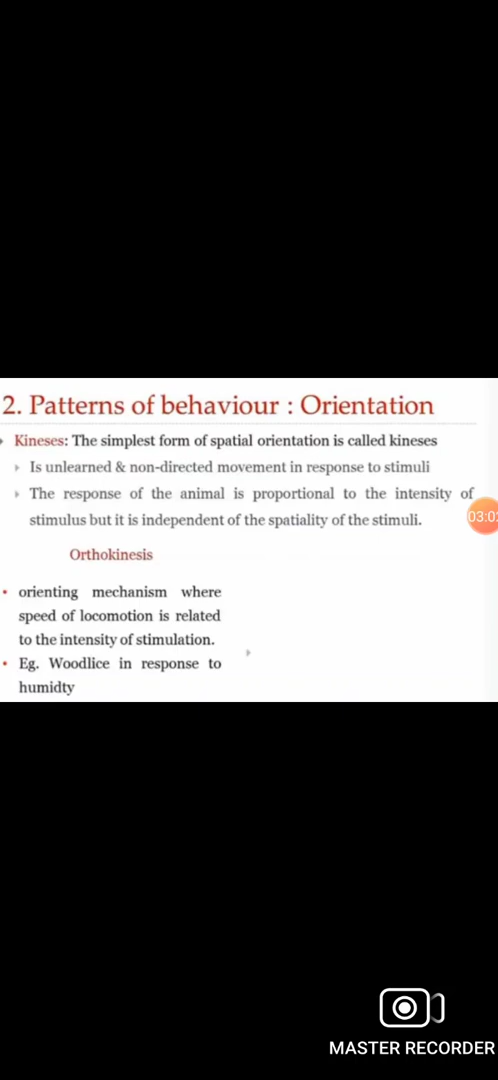 2. Patterns of behaviour : Orientation
Kineses: The simplest form of spatial orientation is called kineses
Is unlearned & non-directed movement in response to stimuli
The response of the animal is proportional to the intensity of
stimulus but it is independent of the spatiality of the stimuli.
03:0
Orthokinesis
• orienting mechanism where
speed of locomotion is related
to the intensity of stimulation.
• Eg. Woodlice in response to
humidty
MASTER RECORDER